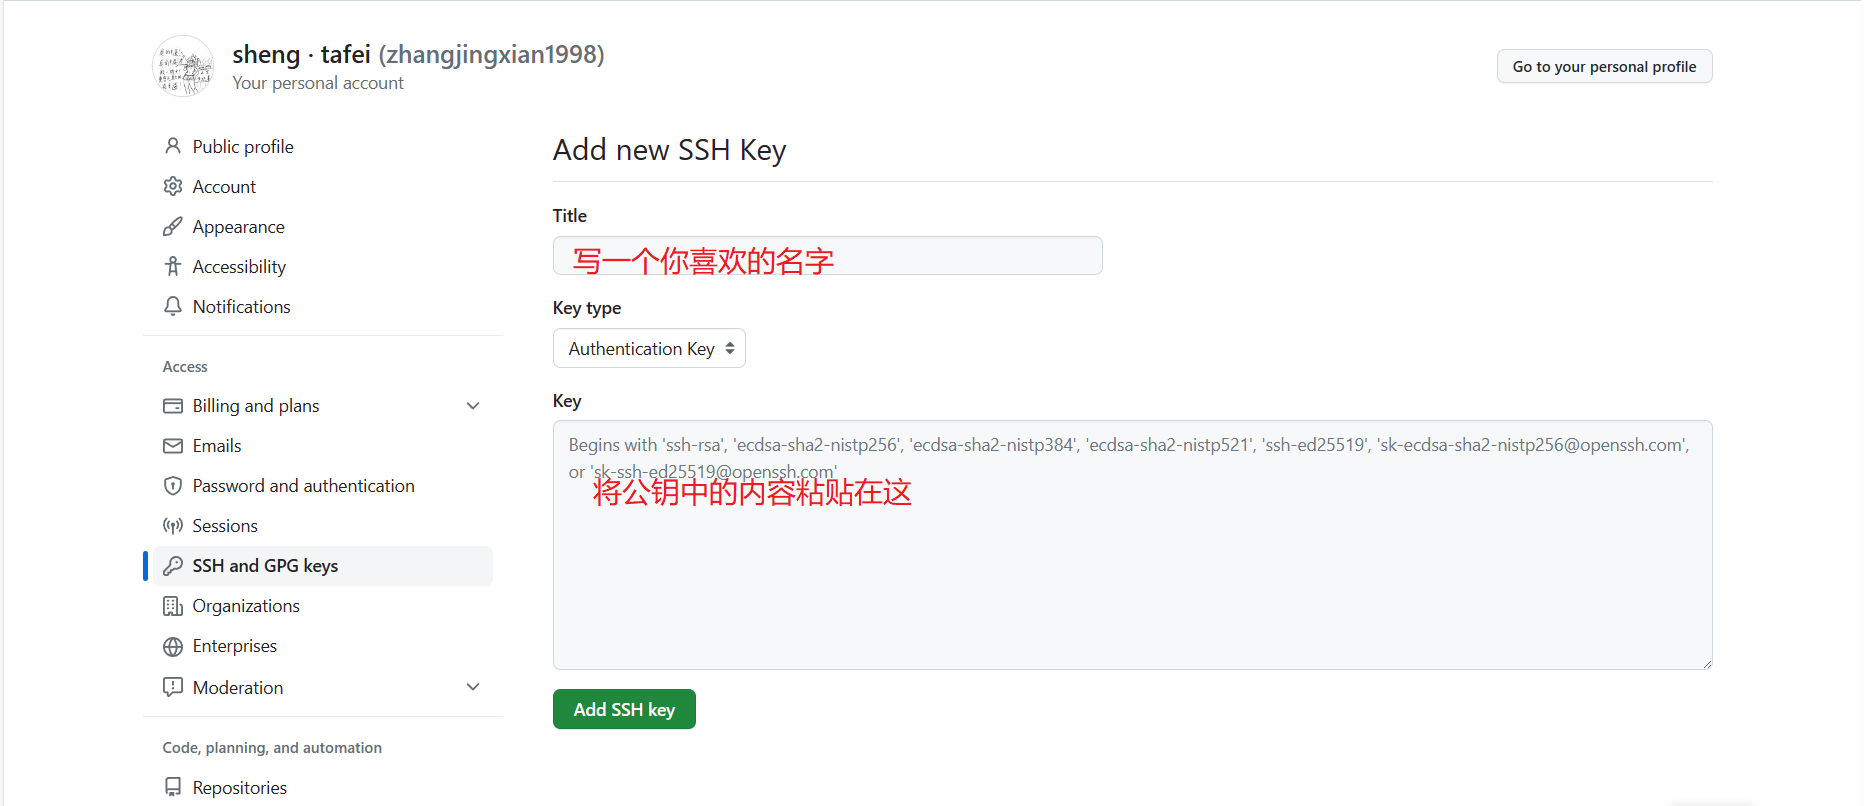 sheng · tafei (zhangjingxian1998)
Your personal account
Go to your personal profile
Public profile
Account
Appearance
Accessibility
Notifications
Access
Billing and plans
Emails
Password and authentication
Sessions
SSH and GPG keys
Organizations
Enterprises
Moderation
Code, planning, and automation
Repositories
Add new SSH Key
Title
写一个你喜欢的名字
Key type
Authentication Key
Key
Begins with 'ssh-rsa', 'ecdsa-sha2-nistp256', 'ecdsa-sha2-nistp384', 'ecdsa-sha2-nistp521', 'ssh-ed25519', 'sk-ecdsa-sha2-nistp256@openssh.com',
or 'sk-ssh-ed25519@openssh.com'
将公钥中的内容粘贴在这
Add SSH key